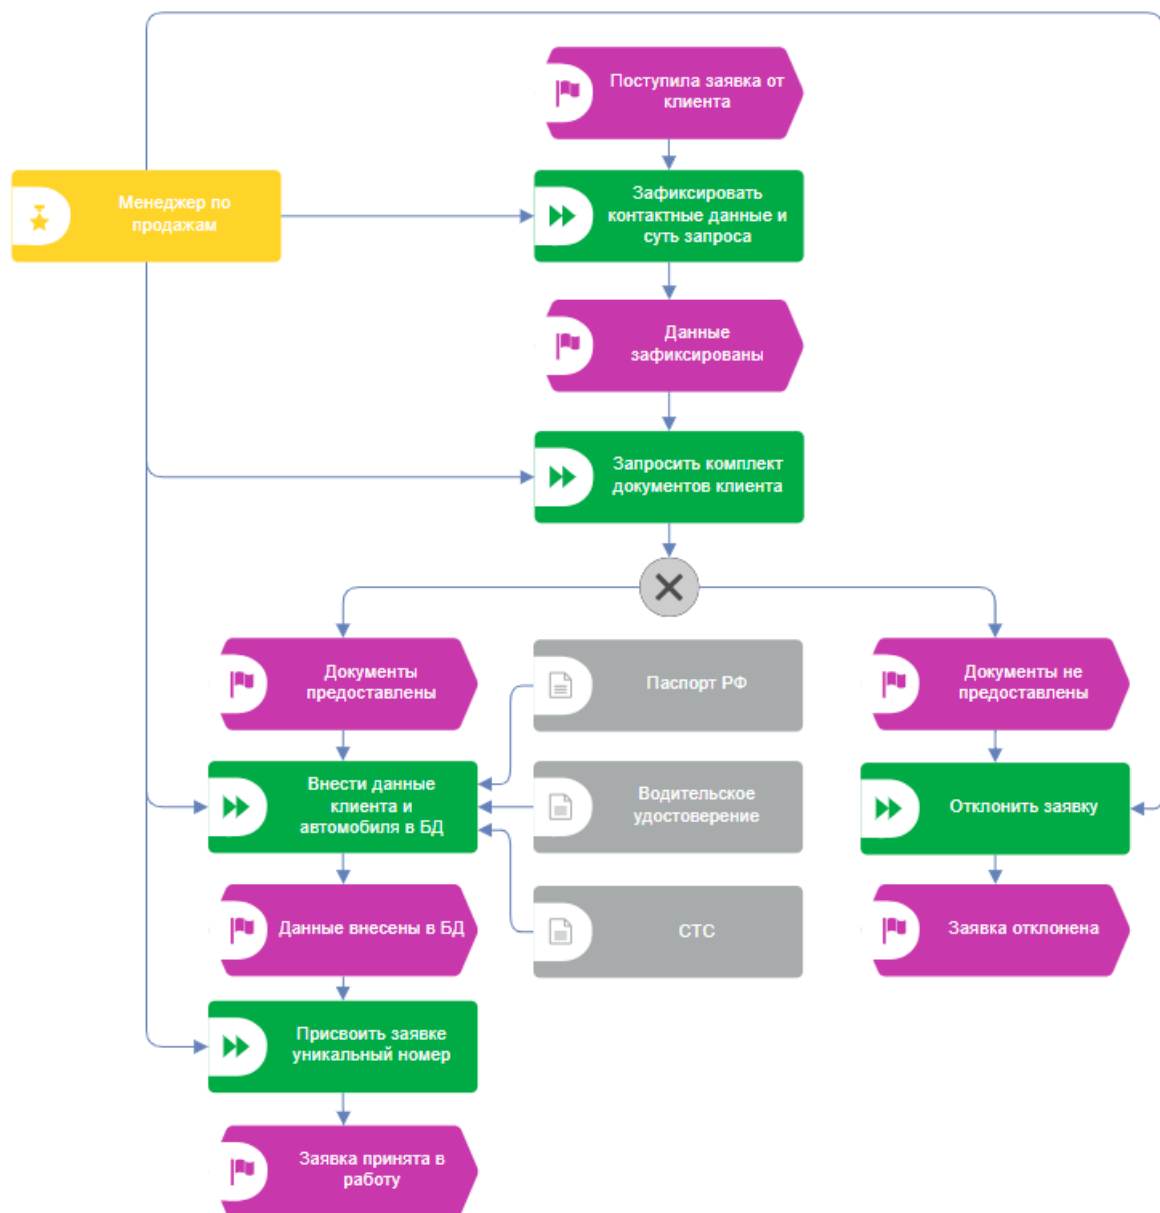 Поступила заявка от
клиента
Менеджер по
продажам
Зафиксировать
контактные данные и
суть запроса
Данные
зафиксированы
Запросить комплект
документов клиента
Документы
предоставлены
Паспорт РФ
Документы не
предоставлены
Внести данные
клиента и
автомобиля в БД
Водительское
удостоверение
Отклонить заявку
Данные внесены в БД
СТС
Заявка отклонена
Присвоить заявке
уникальный номер
Заявка принята в
работу